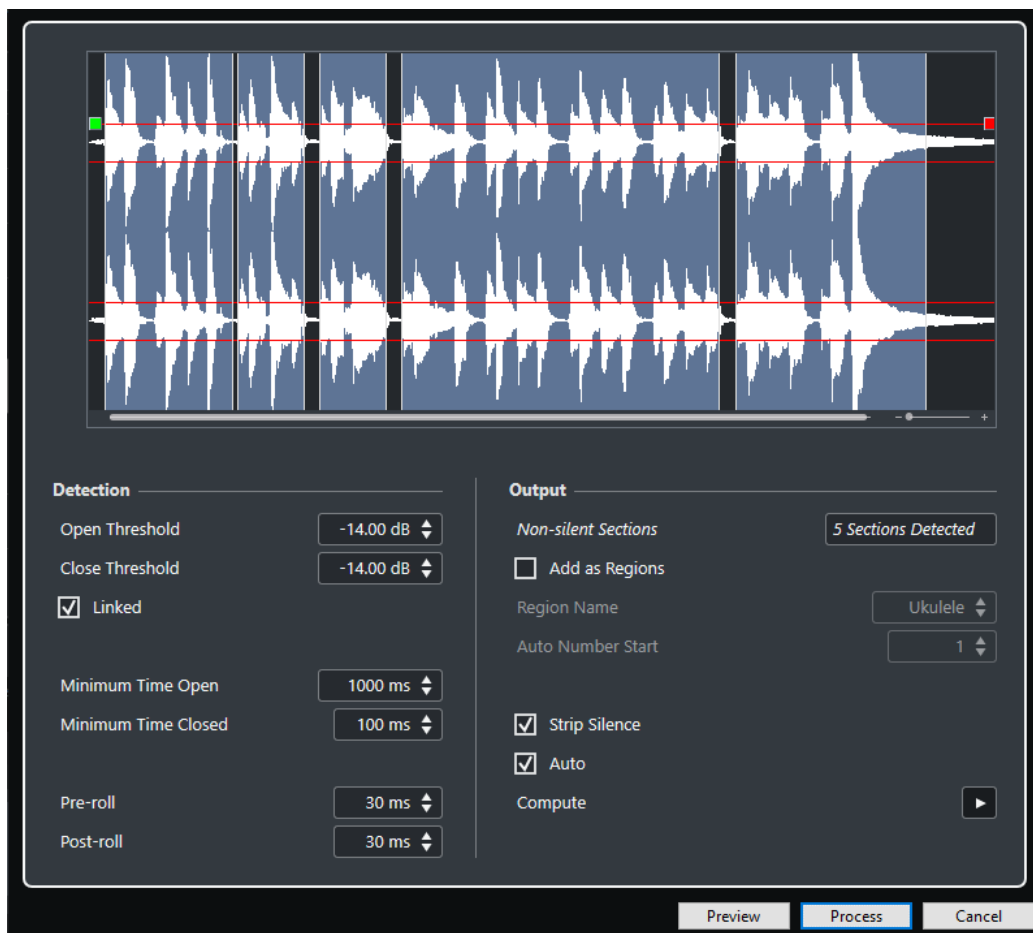 Detection
Open Threshold -14.00 dB
Close Threshold -14.00 dB
Linked
Minimum Time Open 1000 ms
Minimum Time Closed 100 ms
Pre-roll 30 ms
Post-roll 30 ms
Output
Non-silent Sections 5 Sections Detected
Add as Regions
Region Name Ukulele
Auto Number Start 1
Strip Silence
Auto
Compute
Preview Process Cancel